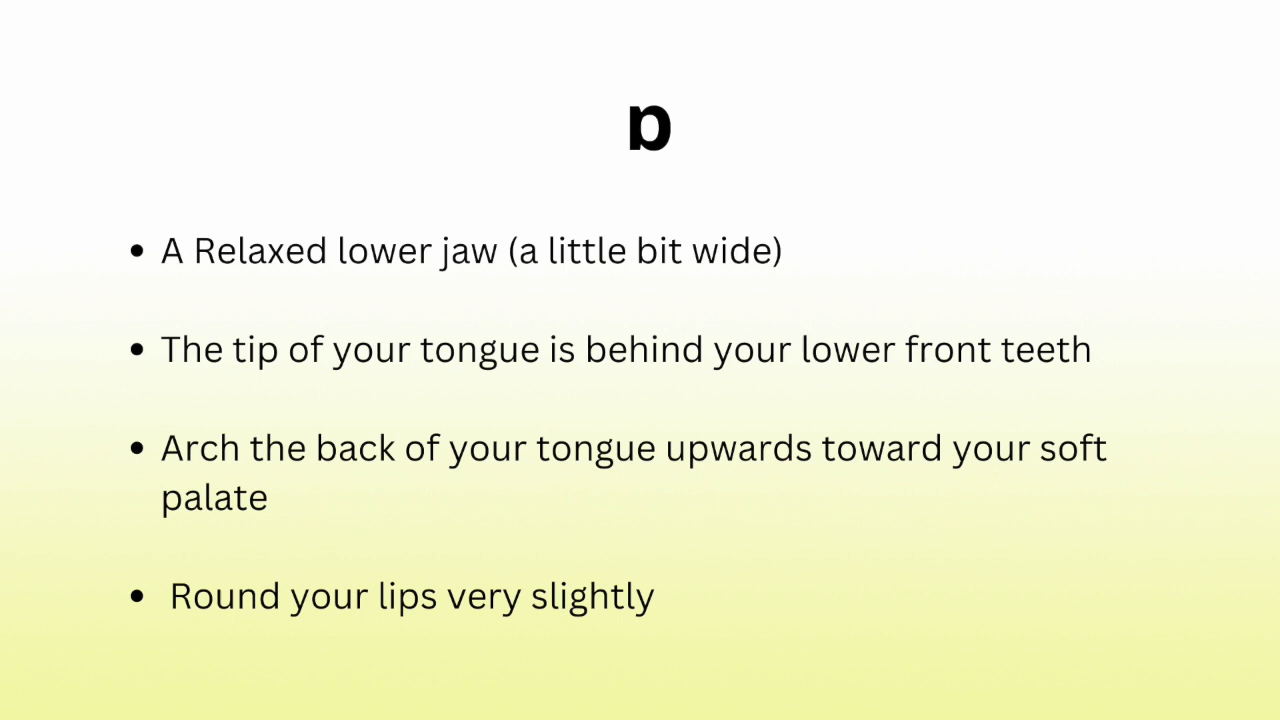 ɒ
• A Relaxed lower jaw (a little bit wide)
• The tip of your tongue is behind your lower front teeth
• Arch the back of your tongue upwards toward your soft
palate
• Round your lips very slightly